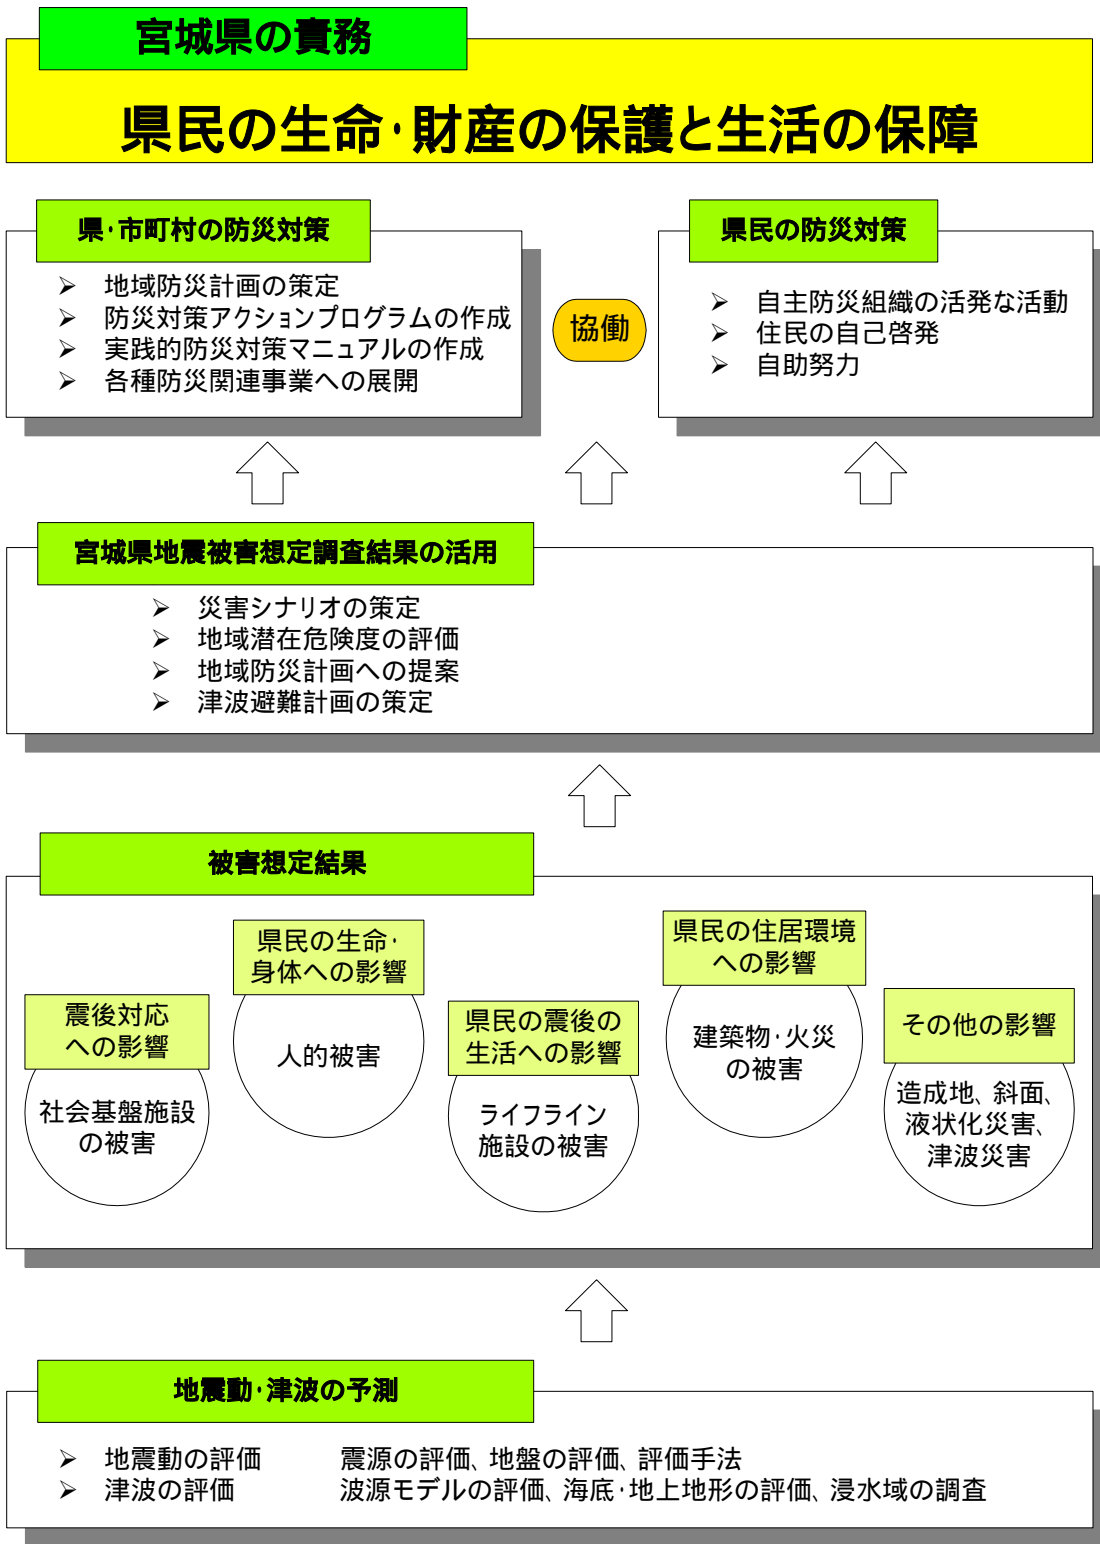 宮城県の責務
県民の生命・財産の保護と生活の保障
県・市町村の防災対策
➢ 地域防災計画の策定
➢ 防災対策アクションプログラムの作成
➢ 実践的防災対策マニュアルの作成
➢ 各種防災関連事業への展開
協働
県民の防災対策
➢ 自主防災組織の活発な活動
➢ 住民の自己啓発
➢ 自助努力
宮城県地震被害想定調査結果の活用
➢ 災害シナリオの策定
➢ 地域潜在危険度の評価
➢ 地域防災計画への提案
➢ 津波避難計画の策定
被害想定結果
震後対応
への影響
社会基盤施設
の被害
県民の生命・
身体への影響
人的被害
県民の震後の
生活への影響
ライフライン
施設の被害
県民の住居環境
への影響
建築物・火災
の被害
その他の影響
造成地、斜面、
液状化災害、
津波災害
地震動・津波の予測
➢ 地震動の評価 震源の評価、地盤の評価、評価手法
➢ 津波の評価 波源モデルの評価、海底・地上地形の評価、浸水域の調査